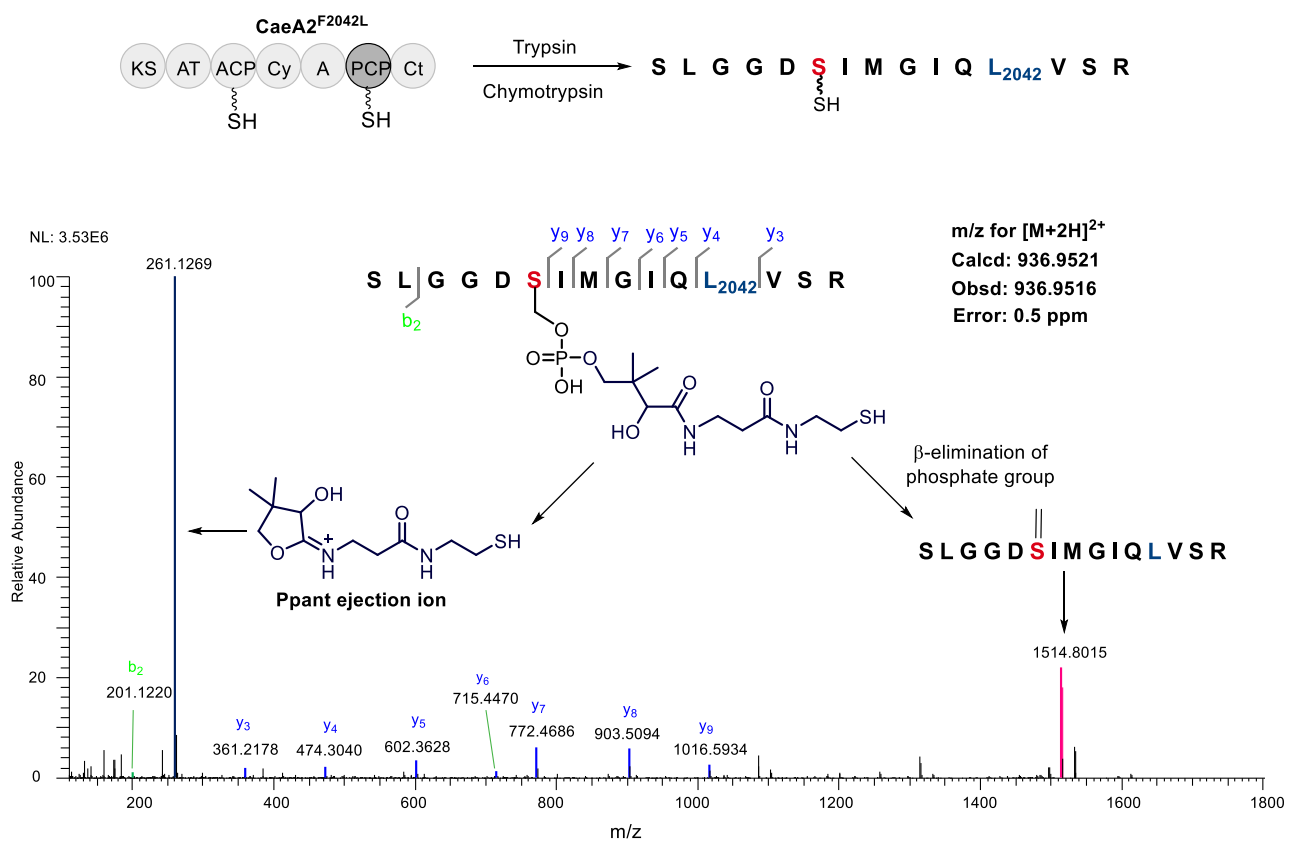 CaeA2F2042L
KS AT ACP Cy A PCP Ct
SH SH
Trypsin
Chymotrypsin
S L G G D S I M G I Q L2042 V S R
SH
NL: 3.53E6
y9 y8 y7 y6 y5 y4 y3
S L G G D S I M G I Q L2042 V S R
b2
m/z for [M+2H]2+
Calcd: 936.9521
Obsd: 936.9516
Error: 0.5 ppm
O
O=P-O
OH
O O
HO N N SH
H H
β-elimination of
phosphate group
S L G G D S I M G I Q L V S R
OH
O
O + N N SH
H H
Ppant ejection ion
261.1269
1514.8015
b2
201.1220
y3
361.2178
y4
474.3040
y5
602.3628
y6
715.4470
y7
772.4686
y8
903.5094
y9
1016.5934
Relative Abundance
100
80
60
40
20
0
200 400 600 800 1000 1200 1400 1600 1800
m/z